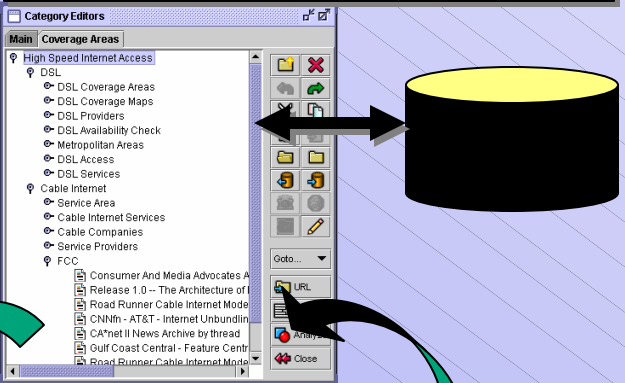 Category Editors
Main Coverage Areas
High Speed Internet Access
DSL
DSL Coverage Areas
DSL Coverage Maps
DSL Providers
DSL Availability Check
Metropolitan Areas
DSL Access
DSL Services
Cable Internet
Service Area
Cable Internet Services
Cable Companies
Service Providers
FCC
Consumer And Media Advocates A
Release 1.0 -- The Architecture of
Road Runner Cable Internet Mode
CNNfn - AT&T - Internet Unbundlin
CA*net II News Archive by thread
Gulf Coast Central - Feature Centr
Road Runner Cable Internet Mode
Goto...
URL
Close